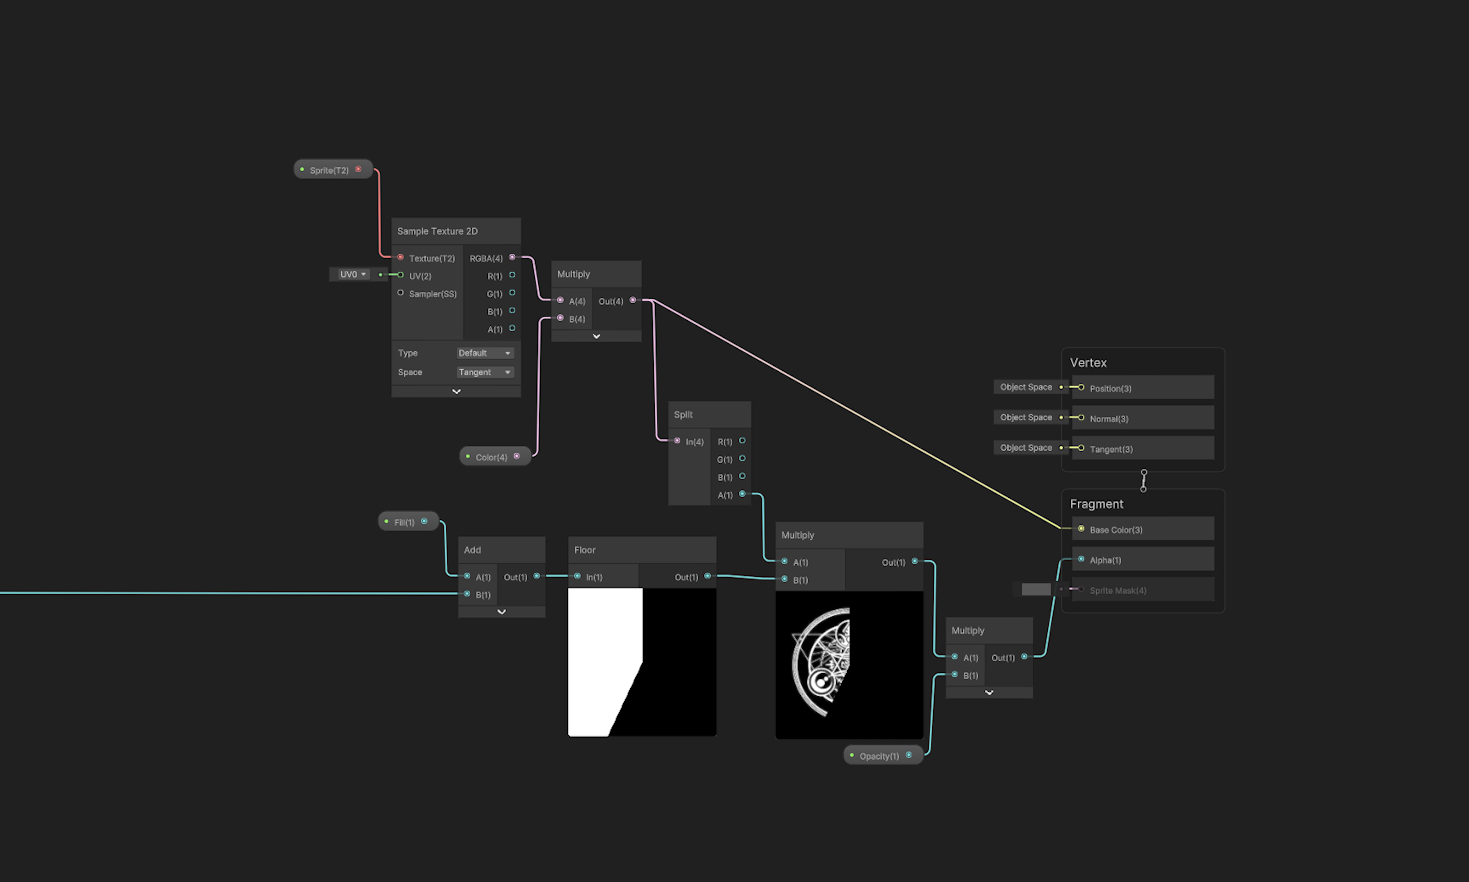 Sprite(T2)
Sample Texture 2D
Texture(T2)
RGBA(4)
UV0
UV(2)
R(1)
Sampler(SS)
G(1)
B(1)
A(1)
Type
Default
Space
Tangent
Multiply
A(4)
Out(4)
B(4)
Color(4)
Split
In(4)
R(1)
G(1)
B(1)
A(1)
Fill(1)
Add
A(1)
Out(1)
B(1)
Floor
In(1)
Out(1)
Multiply
A(1)
Out(1)
B(1)
Multiply
A(1)
Out(1)
B(1)
Opacity(1)
Vertex
Object Space
Position(3)
Object Space
Normal(3)
Object Space
Tangent(3)
Fragment
Base Color(3)
Alpha(1)
Sprite Mask(4)